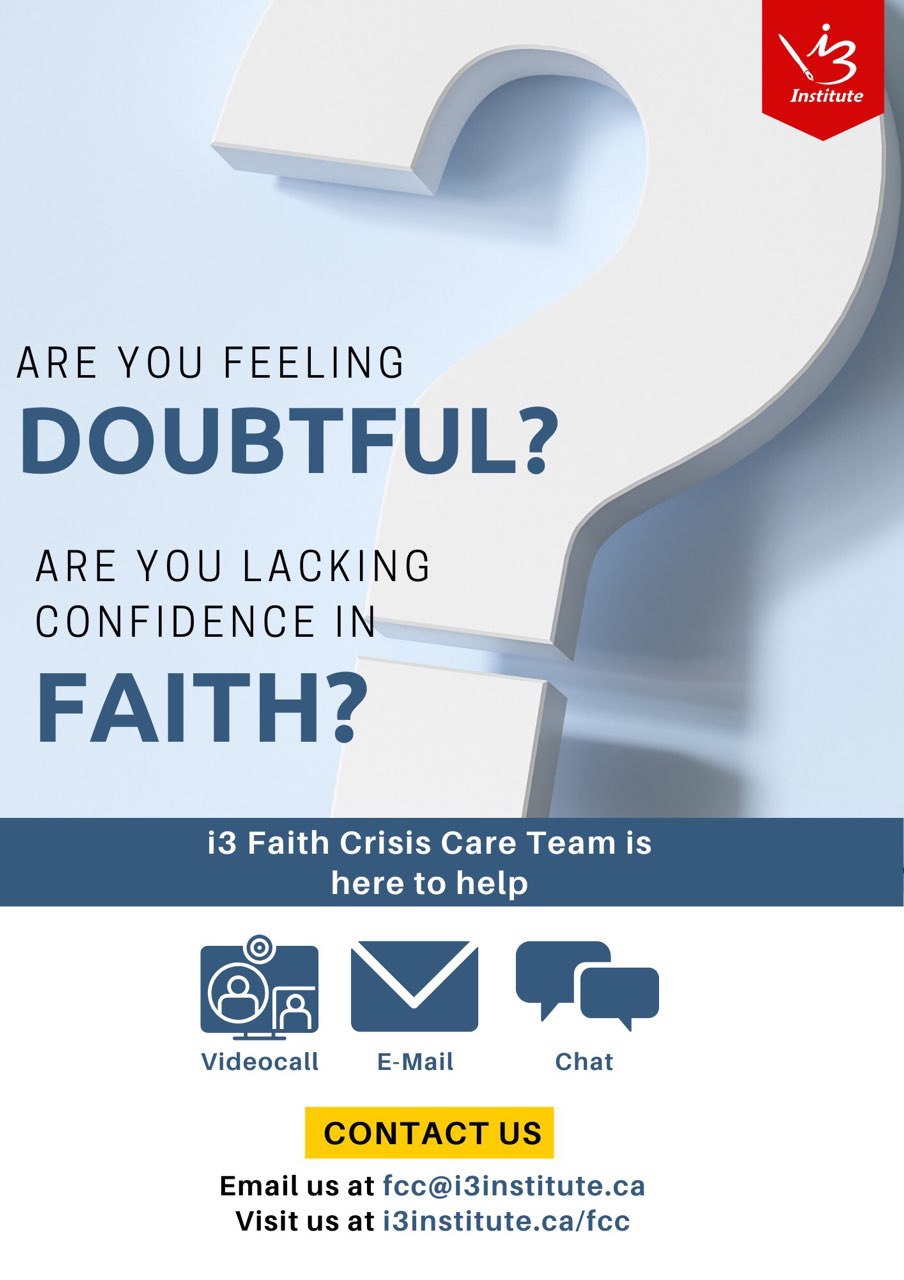 i3
Institute
ARE YOU FEELING
DOUBTFUL?
ARE YOU LACKING
CONFIDENCE IN
FAITH?
i3 Faith Crisis Care Team is
here to help
Videocall E-Mail Chat
CONTACT US
Email us at fcc@i3institute.ca
Visit us at i3institute.ca/fcc